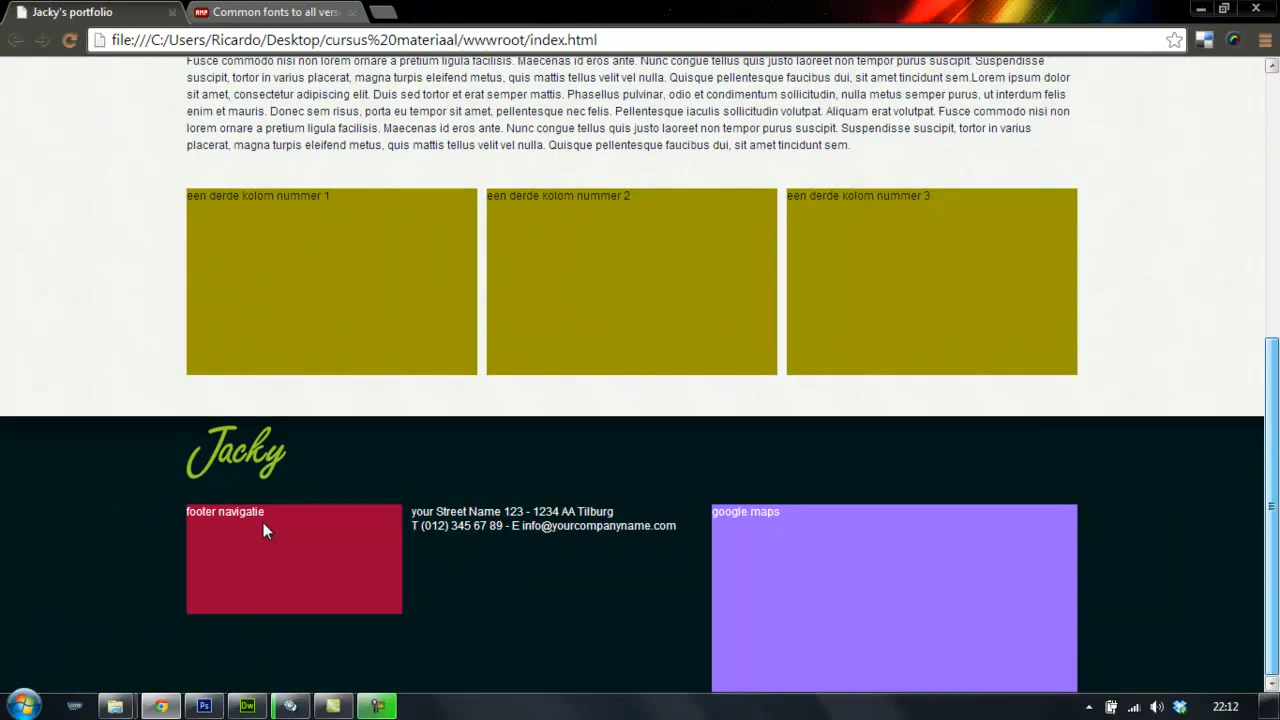 Jacky's portfolio
Common fonts to all vers
file:///C:/Users/Ricardo/Desktop/cursus%20materiaal/wwwroot/index.html
Fusce commodo nisi non lorem ornare a pretium ligula facilisis. Maecenas id eros ante. Nunc congue tellus quis justo laoreet non tempor purus suscipit. Suspendisse
suscipit, tortor in varius placerat, magna turpis eleifend metus, quis mattis tellus velit vel nulla. Quisque pellentesque faucibus dui, sit amet tincidunt sem.Lorem ipsum dolor
sit amet, consectetur adipiscing elit. Duis sed tortor et erat semper mattis. Phasellus pulvinar, odio et condimentum sollicitudin, nulla metus semper purus, ut interdum felis
enim et mauris. Donec sem risus, porta eu tempor sit amet, pellentesque nec felis. Pellentesque iaculis sollicitudin volutpat. Aliquam erat volutpat. Fusce commodo nisi non
lorem ornare a pretium ligula facilisis. Maecenas id eros ante. Nunc congue tellus quis justo laoreet non tempor purus suscipit. Suspendisse suscipit, tortor in varius
placerat, magna turpis eleifend metus, quis mattis tellus velit vel nulla. Quisque pellentesque faucibus dui, sit amet tincidunt sem.
een derde kolom nummer 1
een derde kolom nummer 2
een derde kolom nummer 3
Jacky
footer navigatie
your Street Name 123 - 1234 AA Tilburg
T (012) 345 67 89 - E info@yourcompanyname.com
google maps
Ps
Dw
22:12